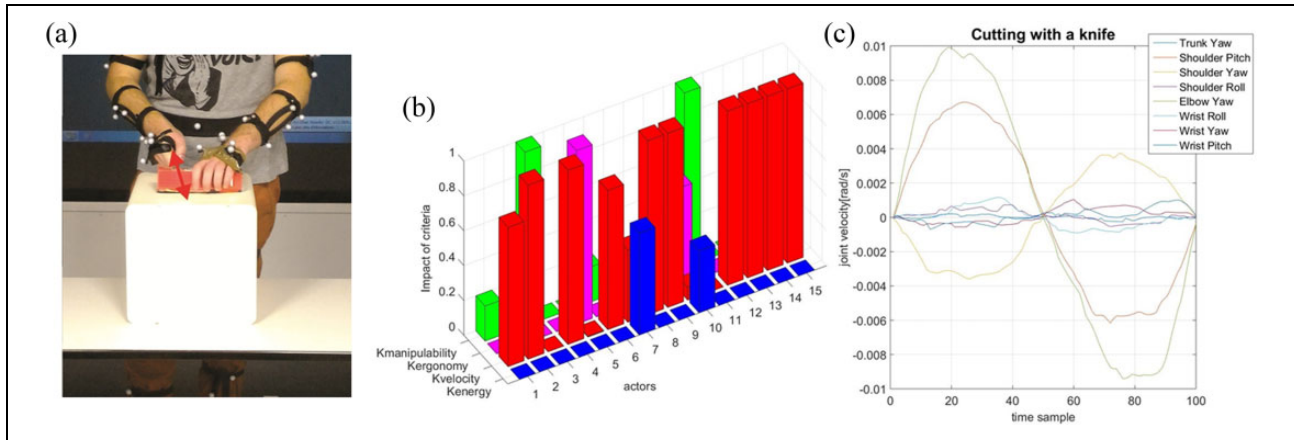 (a)
VOICE
(b)
Impact of criteria
1
0.8
0.6
0.4
0.2
0
Kmanipulability
Kergonomy
Kvelocity
Kenergy
1
2
3
4
5
6
7
8
9
10
11
12
13
14
15
actors
(c)
Cutting with a knife
joint velocity[rad/s]
0.01
0.008
0.006
0.004
0.002
0
-0.002
-0.004
-0.006
-0.008
-0.01
0
20
40
60
80
100
time sample
Trunk Yaw
Shoulder Pitch
Shoulder Yaw
Shoulder Roll
Elbow Yaw
Wrist Roll
Wrist Yaw
Wrist Pitch